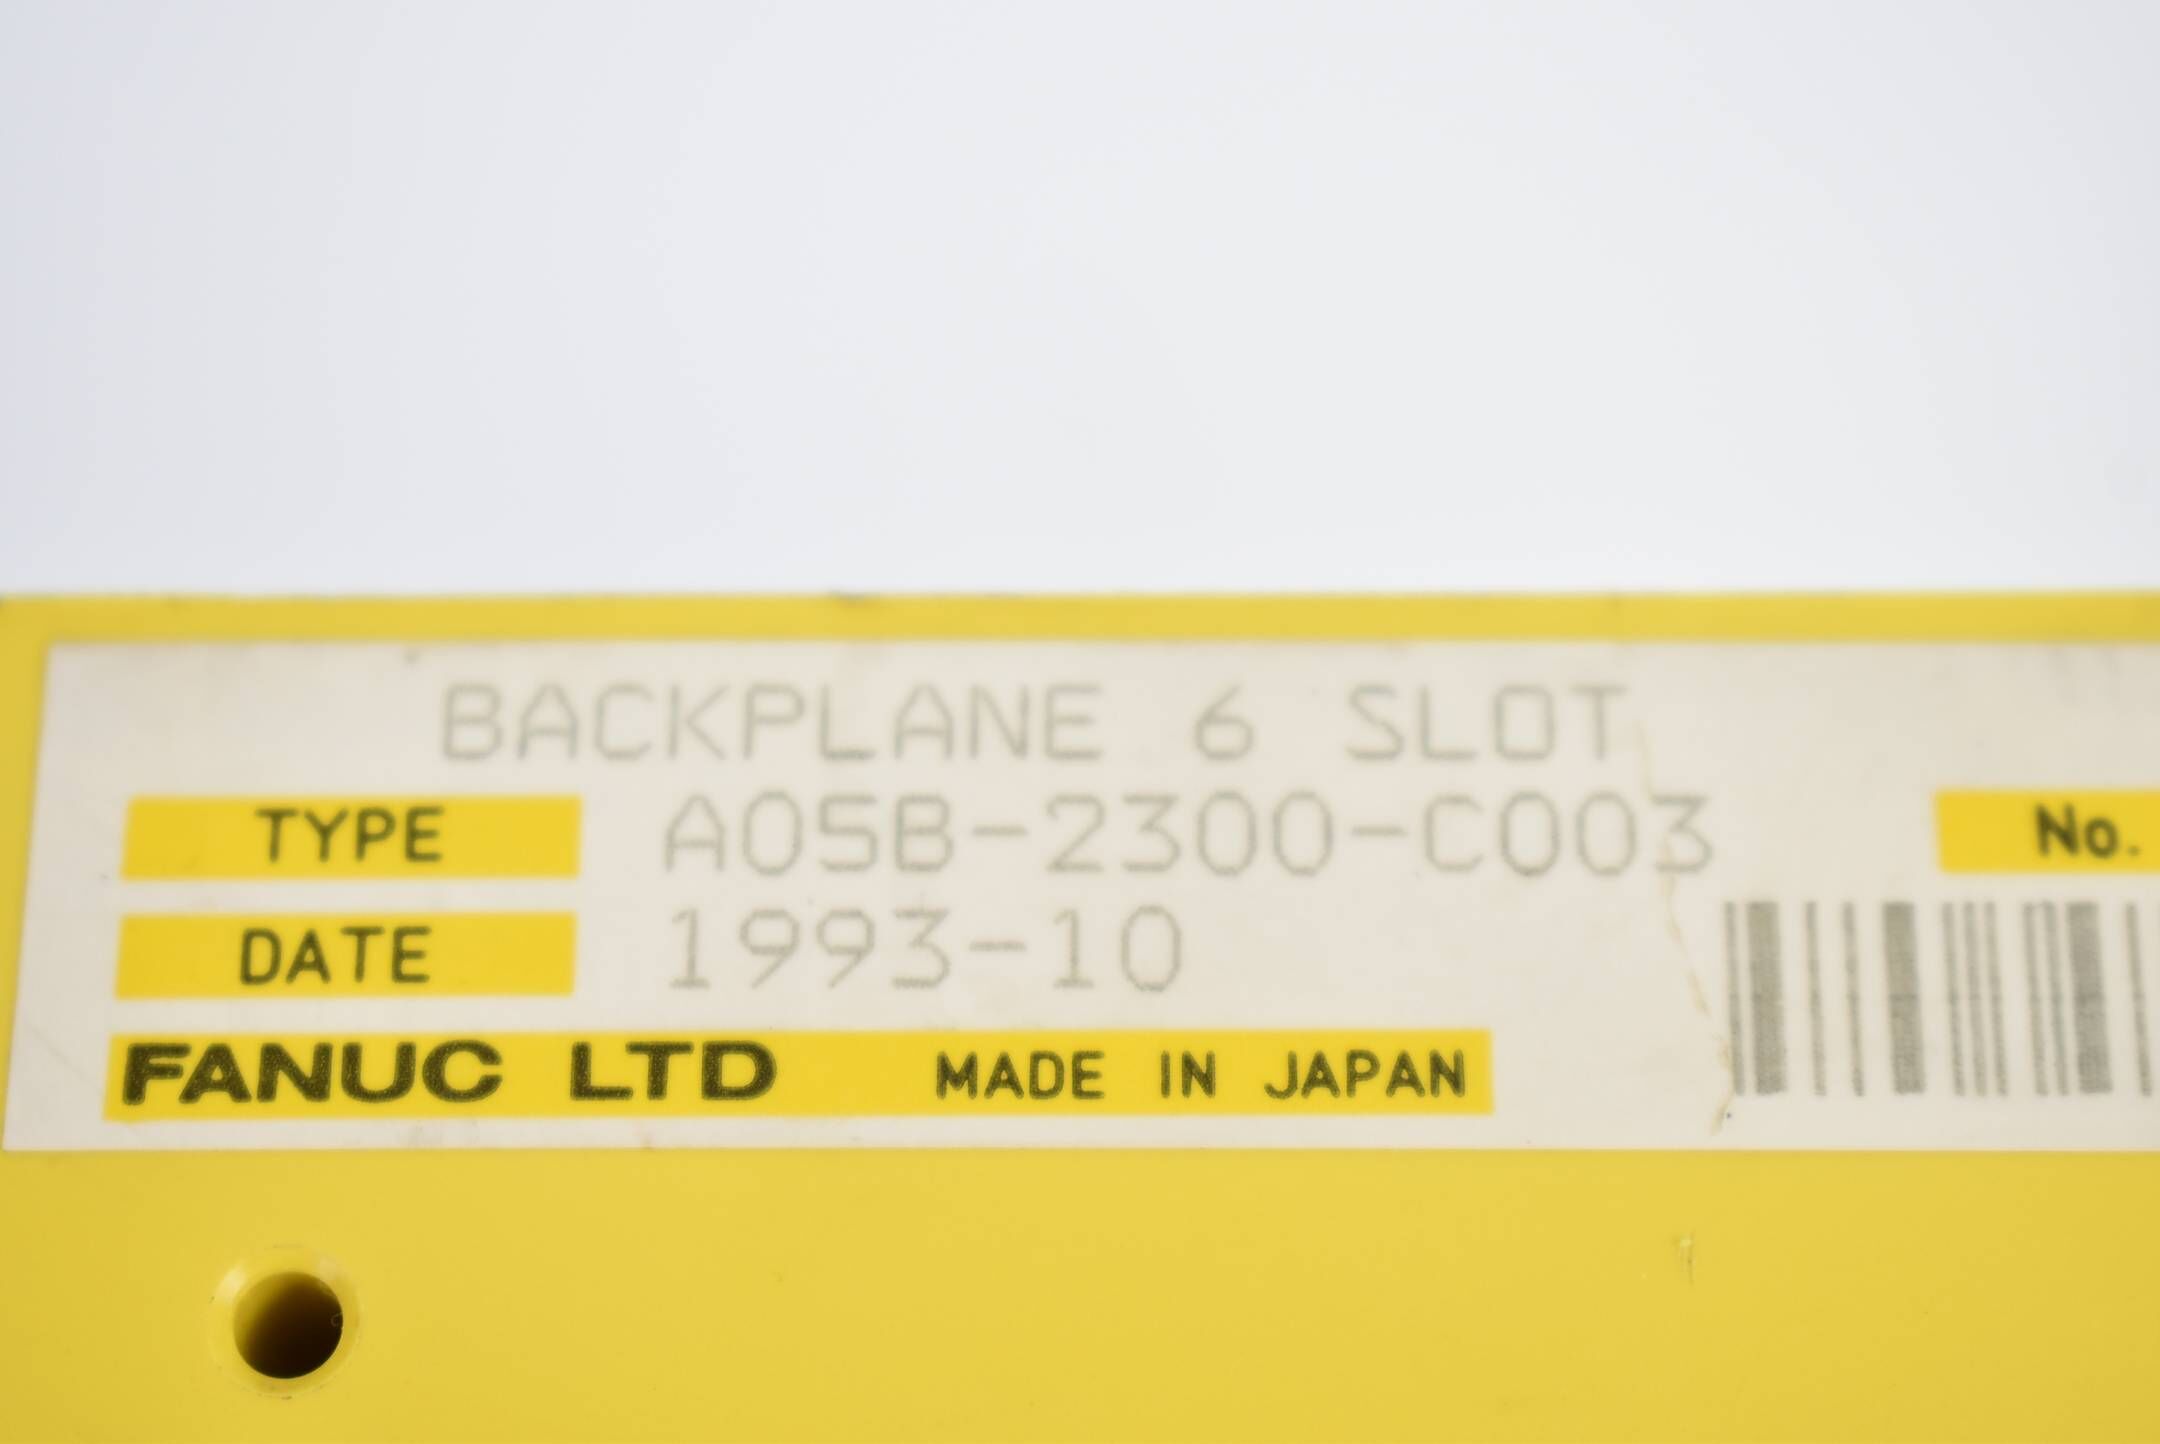 BACKPLANE 6 SLOT
TYPE A05B-2300-C003 No.
DATE 1993-10
FANUC LTD MADE IN JAPAN